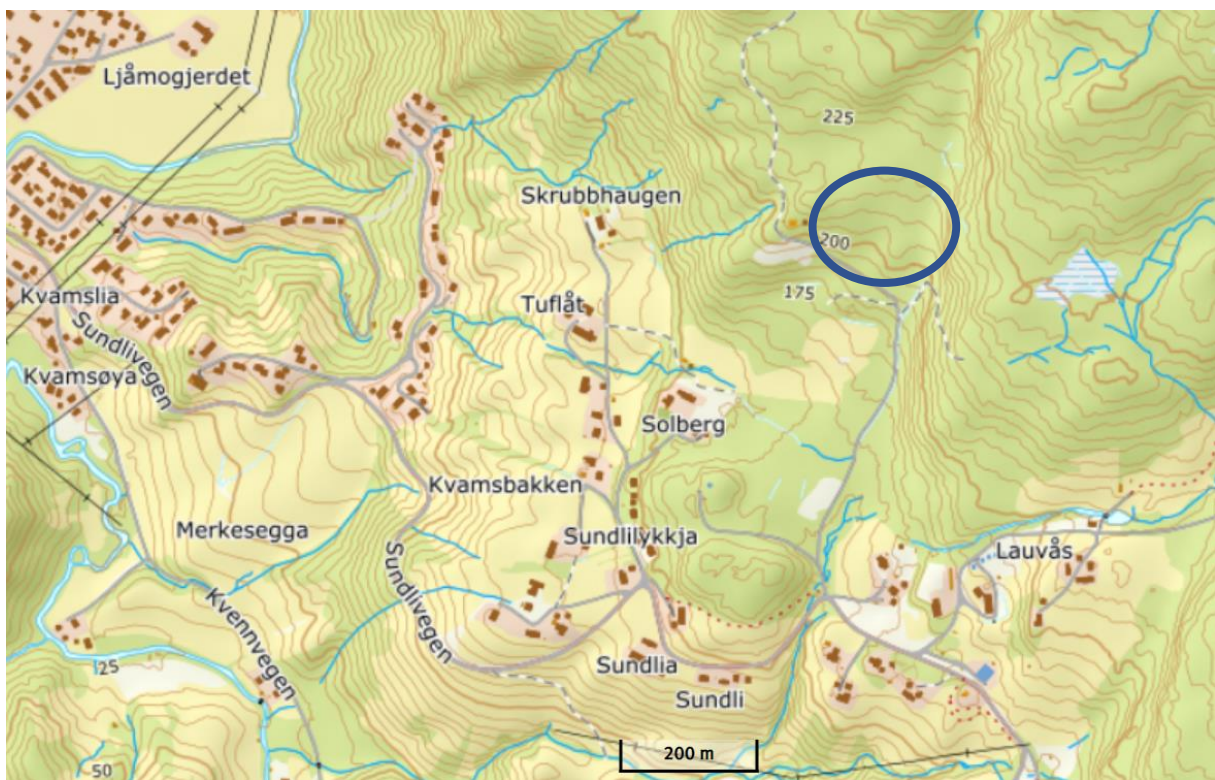 Ljåmogjerdet
225
Skrubbhaugen
200
175
Kvamslia
Tuflåt
Sundlivegen
Kvamsøya
Solberg
Kvamsbakken
Merkesegga
Sundlilykkja
Lauvås
Sundlivegen
Kvennvegen
25
Sundlia
Sundli
200 m
50